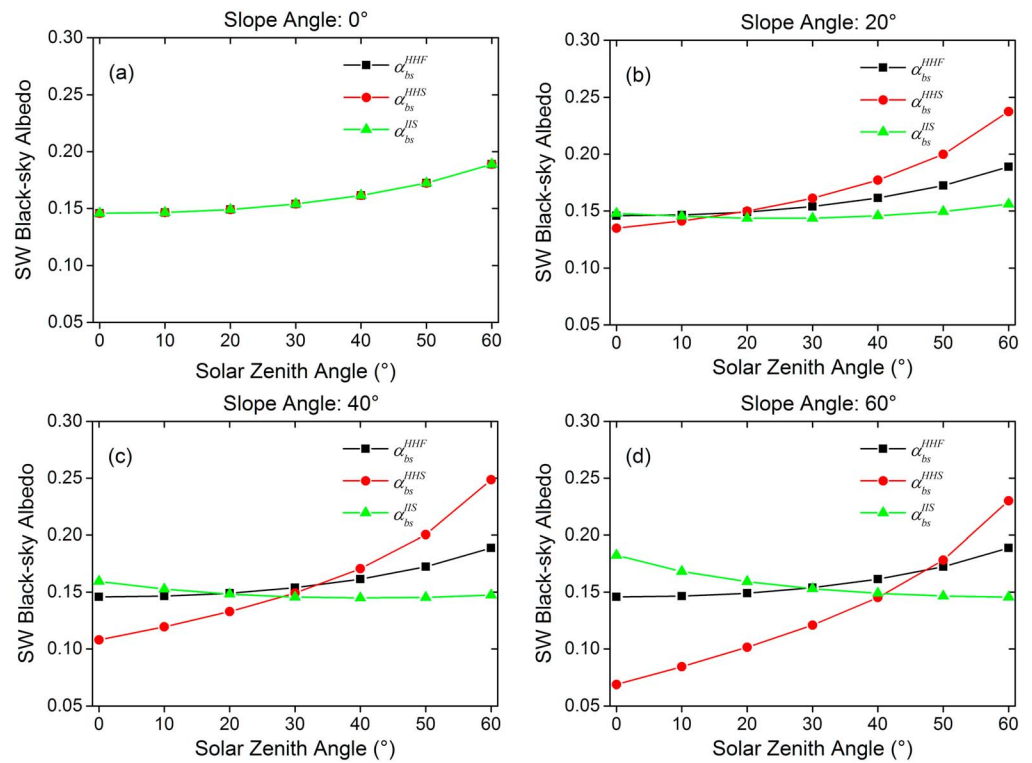 Slope Angle: 0°
SW Black-sky Albedo
0.30
0.25
0.20
0.15
0.10
0.05
(a)
α_bs^HHF
α_bs^HHS
α_bs^IIS
0 10 20 30 40 50 60
Solar Zenith Angle (°)
Slope Angle: 20°
SW Black-sky Albedo
0.30
0.25
0.20
0.15
0.10
0.05
(b)
α_bs^HHF
α_bs^HHS
α_bs^IIS
0 10 20 30 40 50 60
Solar Zenith Angle (°)
Slope Angle: 40°
SW Black-sky Albedo
0.30
0.25
0.20
0.15
0.10
0.05
(c)
α_bs^HHF
α_bs^HHS
α_bs^IIS
0 10 20 30 40 50 60
Solar Zenith Angle (°)
Slope Angle: 60°
SW Black-sky Albedo
0.30
0.25
0.20
0.15
0.10
0.05
(d)
α_bs^HHF
α_bs^HHS
α_bs^IIS
0 10 20 30 40 50 60
Solar Zenith Angle (°)